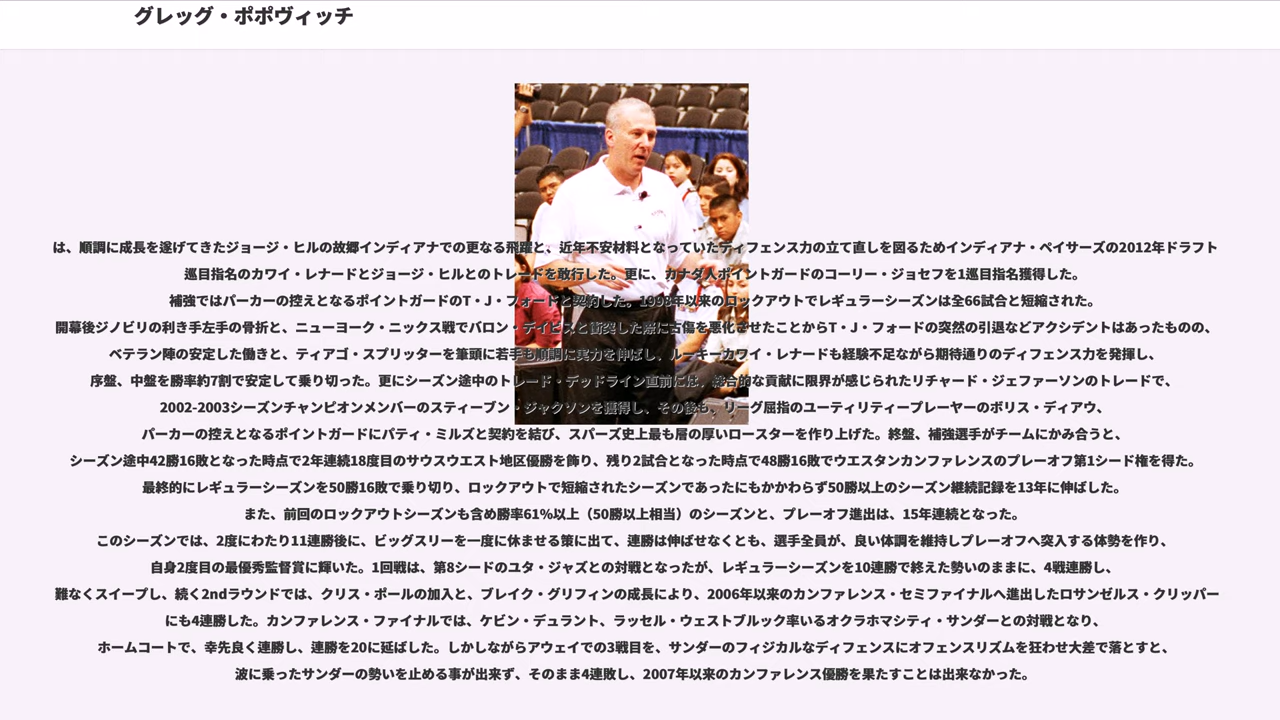 グレッグ・ポポヴィッチ
は、順調に成長を遂げてきたジョージ・ヒルの故郷インディアナでの更なる飛躍と、近年不安材料となっていたディフェンス力の立て直しを図るためインディアナ・ペイサーズの2012年ドラフト
巡目指名のカワイ・レナードとジョージ・ヒルとのトレードを敢行した。更に、カナダ人ポイントガードのコーリー・ジョセフを1巡目指名獲得した。
補強ではパーカーの控えとなるポイントガードのT・J・フォードと契約した。1998年以来のロックアウトでレギュラーシーズンは全66試合と短縮された。
開幕後ジノビリの利き手左手の骨折と、ニューヨーク・ニックス戦でバロン・デイビスと衝突した際に古傷を悪化させたことからT・J・フォードの突然の引退などアクシデントはあったものの、
ベテラン陣の安定した働きと、ティアゴ・スプリッターを筆頭に若手も順調に実力を伸ばし、ルーキーカワイ・レナードも経験不足ながら期待通りのディフェンス力を発揮し、
序盤、中盤を勝率約7割で安定して乗り切った。更にシーズン途中のトレード・デッドライン直前には、総合的な貢献に限界が感じられたリチャード・ジェファーソンのトレードで、
2002-2003シーズンチャンピオンメンバーのスティーブン・ジャクソンを獲得し、その後も、リーグ屈指のユーティリティープレーヤーのボリス・ディアウ、
パーカーの控えとなるポイントガードにパティ・ミルズと契約を結び、スパーズ史上最も層の厚いロースターを作り上げた。終盤、補強選手がチームにかみ合うと、
シーズン途中42勝16敗となった時点で2年連続18度目のサウスウエスト地区優勝を飾り、残り2試合となった時点で48勝16敗でウエスタンカンファレンスのプレーオフ第1シード権を得た。
最終的にレギュラーシーズンを50勝16敗で乗り切り、ロックアウトで短縮されたシーズンであったにもかかわらず50勝以上のシーズン継続記録を13年に伸ばした。
また、前回のロックアウトシーズンも含め勝率61%以上（50勝以上相当）のシーズンと、プレーオフ進出は、15年連続となった。
このシーズンでは、2度にわたり11連勝後に、ビッグスリーを一度に休ませる策に出て、連勝は伸ばせなくとも、選手全員が、良い体調を維持しプレーオフへ突入する体勢を作り、
自身2度目の最優秀監督賞に輝いた。1回戦は、第8シードのユタ・ジャズとの対戦となったが、レギュラーシーズンを10連勝で終えた勢いのままに、4戦連勝し、
難なくスイープし、続く2ndラウンドでは、クリス・ポールの加入と、ブレイク・グリフィンの成長により、2006年以来のカンファレンス・セミファイナルへ進出したロサンゼルス・クリッパー
にも4連勝した。カンファレンス・ファイナルでは、ケビン・デュラント、ラッセル・ウェストブルック率いるオクラホマシティ・サンダーとの対戦となり、
ホームコートで、幸先良く連勝し、連勝を20に延ばした。しかしながらアウェイでの3戦目を、サンダーのフィジカルなディフェンスにオフェンスリズムを狂わせ大差で落とすと、
波に乗ったサンダーの勢いを止める事が出来ず、そのまま4連敗し、2007年以来のカンファレンス優勝を果たすことは出来なかった。